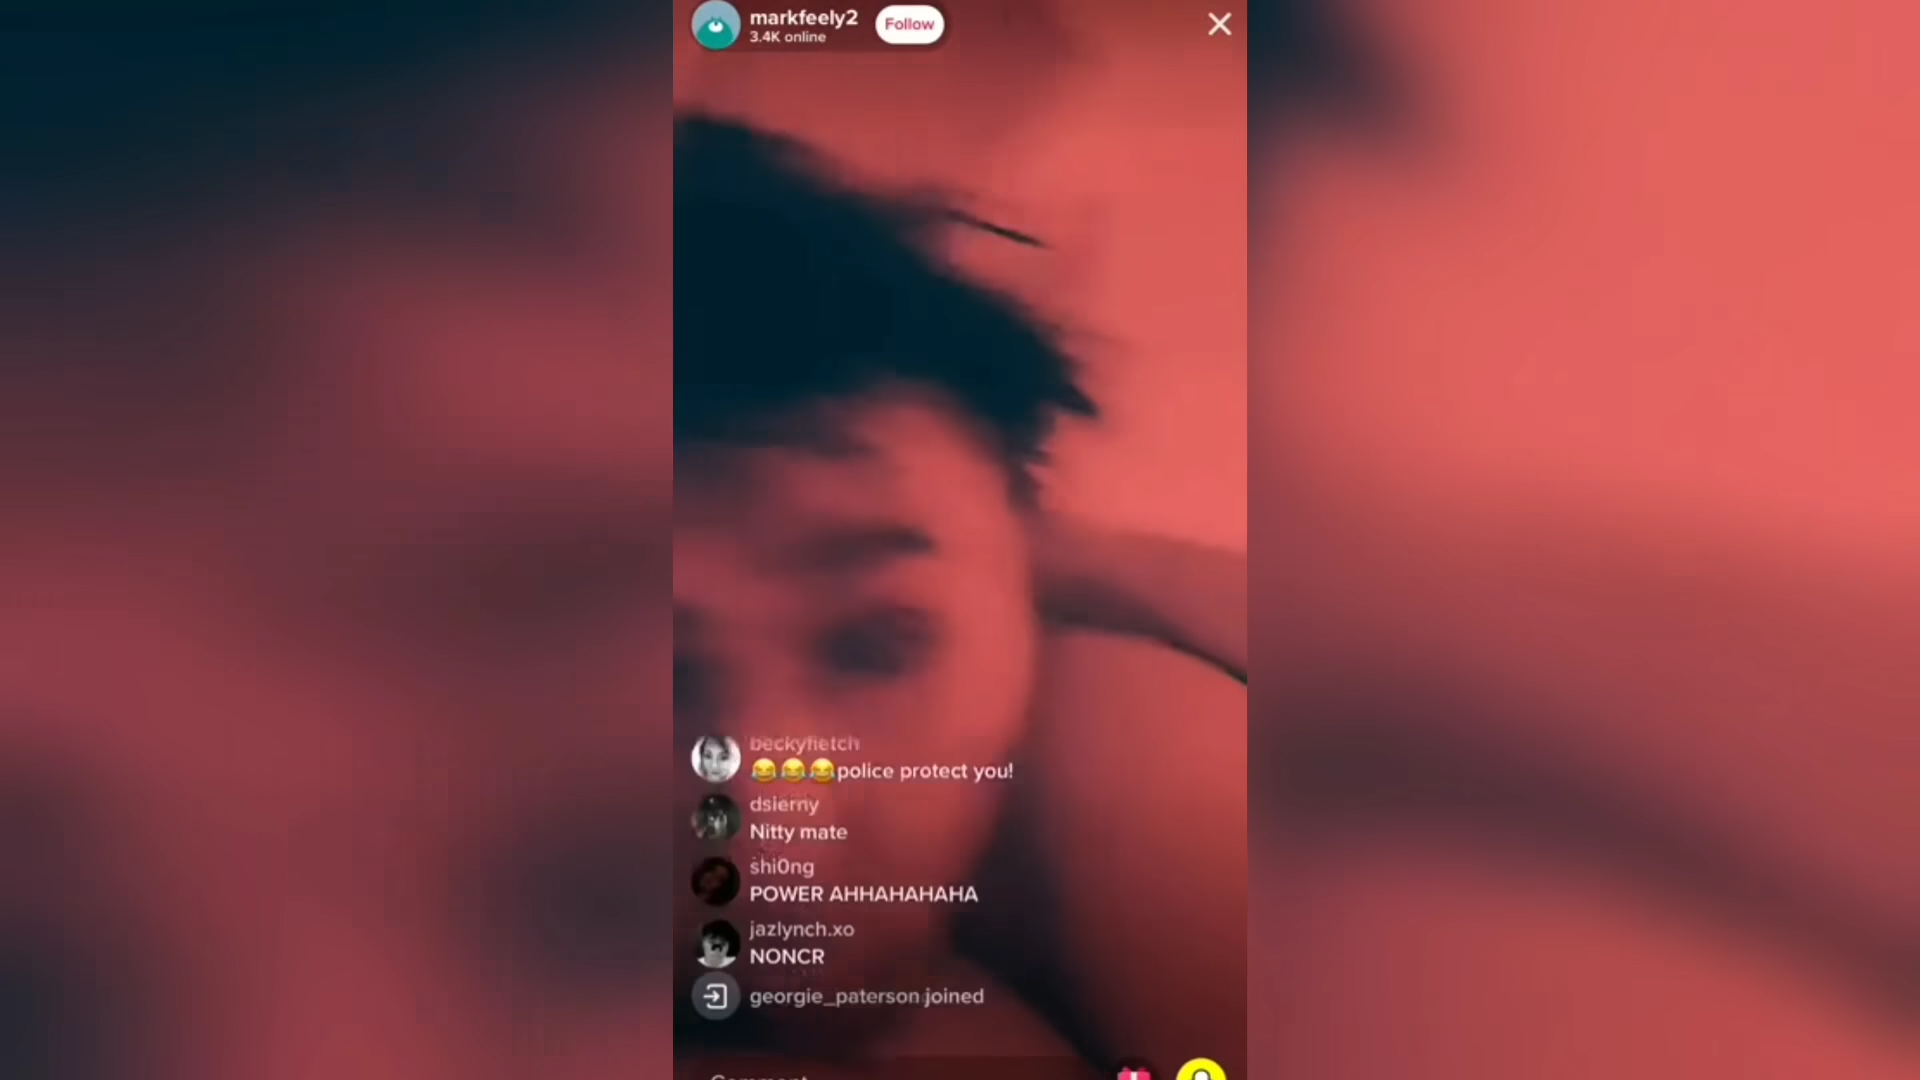 markfeely2
3.4K online
Follow
beckyfletch
😂😂😂police protect you!
dsierny
Nitty mate
shi0ng
POWER AHHAHAHAHA
jazlynch.xo
NONCR
georgie_paterson joined
Comment